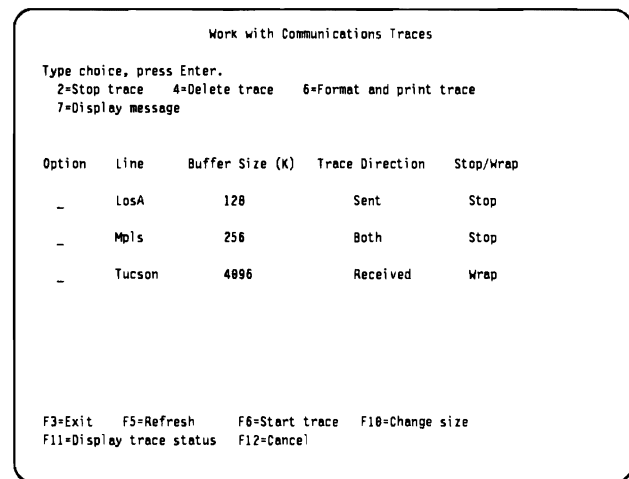 Work with Communications Traces
Type choice, press Enter.
2=Stop trace 4=Delete trace 6=Format and print trace
7=Display message
Option Line Buffer Size (K) Trace Direction Stop/Wrap
_ LosA 128 Sent Stop
_ Mpls 256 Both Stop
_ Tucson 4096 Received Wrap
F3=Exit F5=Refresh F6=Start trace F10=Change size
F11=Display trace status F12=Cancel